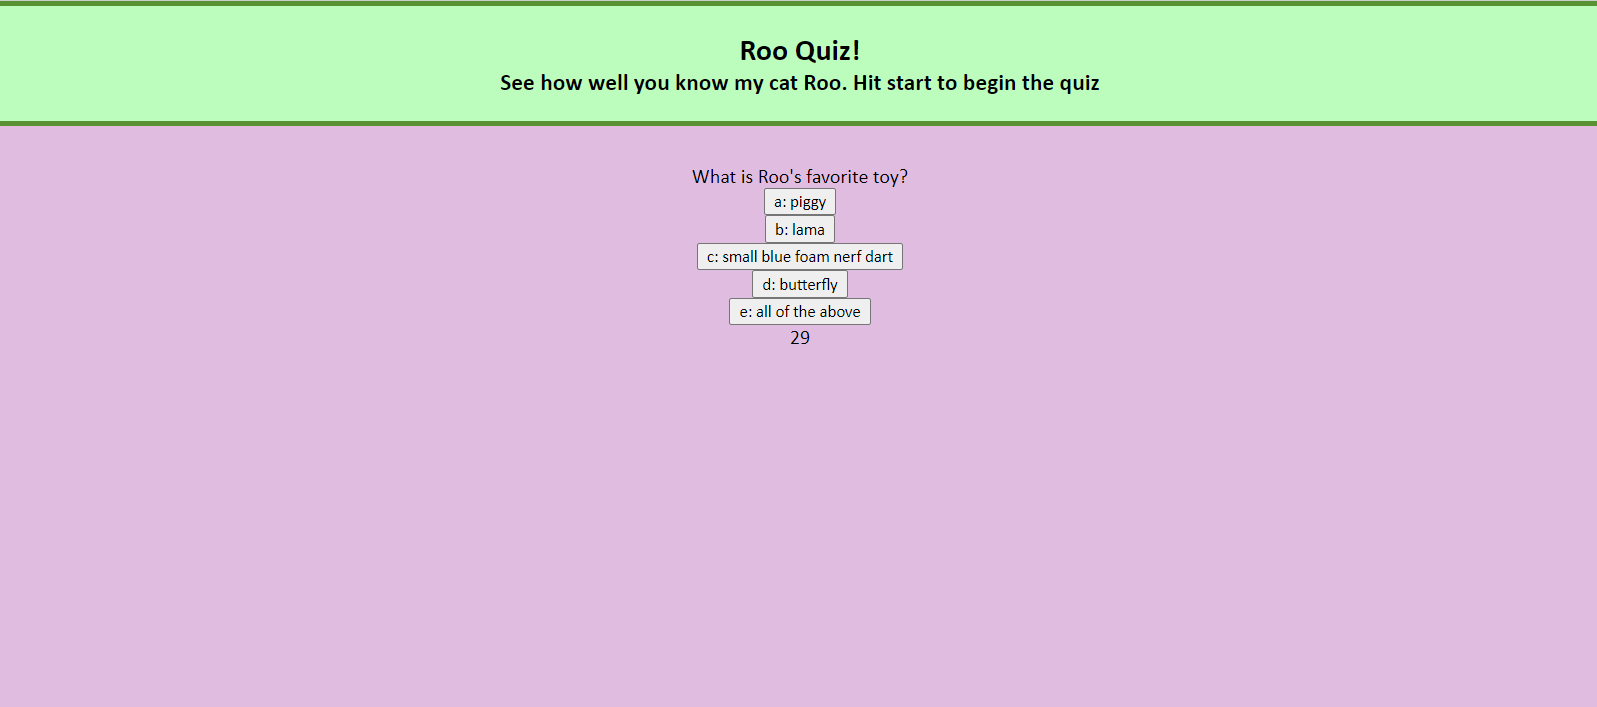 Roo Quiz!
See how well you know my cat Roo. Hit start to begin the quiz
What is Roo's favorite toy?
a: piggy
b: lama
c: small blue foam nerf dart
d: butterfly
e: all of the above
29